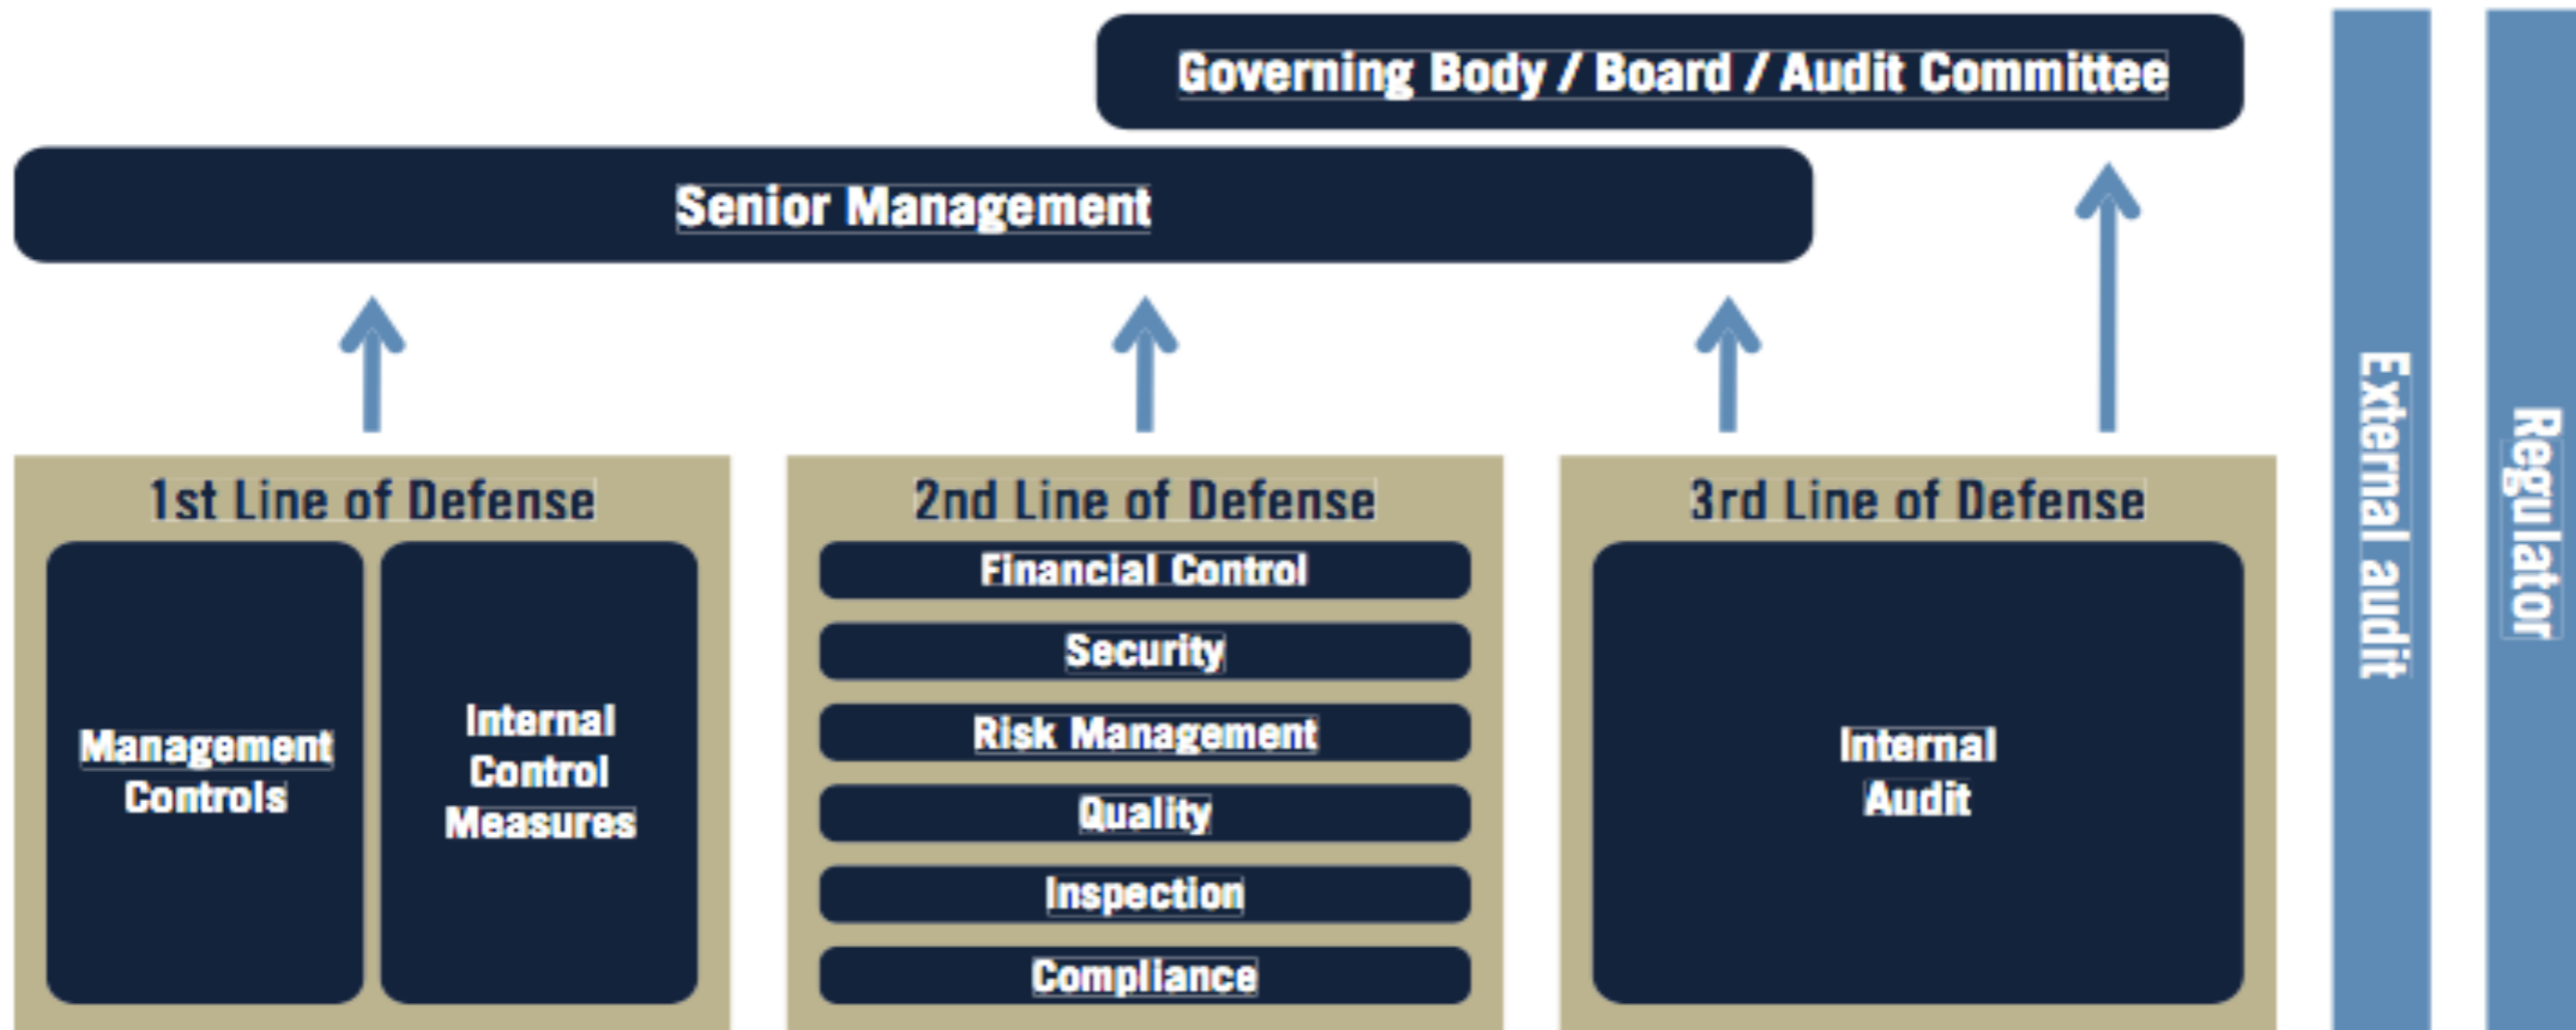 Governing Body / Board / Audit Committee
Senior Management
1st Line of Defense
Management
Controls
Internal
Control
Measures
2nd Line of Defense
Financial Control
Security
Risk Management
Quality
Inspection
Compliance
3rd Line of Defense
Internal
Audit
External audit
Regulator